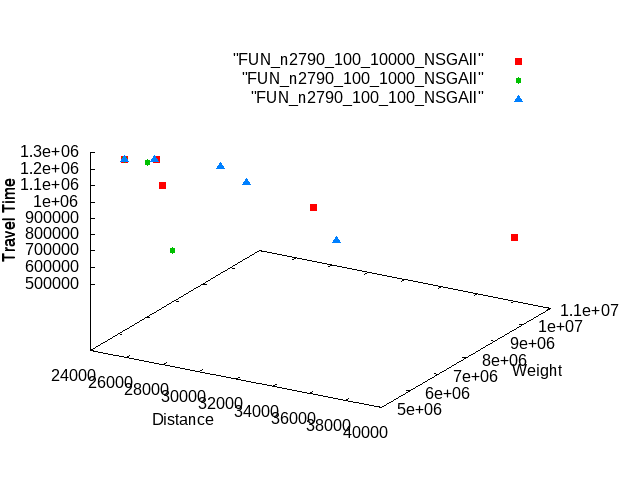 "FUN_n2790_100_10000_NSGAII"
"FUN_n2790_100_1000_NSGAII"
"FUN_n2790_100_100_NSGAII"
1.3e+06
1.2e+06
1.1e+06
1e+06
900000
800000
700000
600000
500000
Travel Time
24000
26000
28000
30000
32000
34000
36000
38000
40000
Distance
5e+06
6e+06
7e+06
8e+06
9e+06
1e+07
1.1e+07
Weight